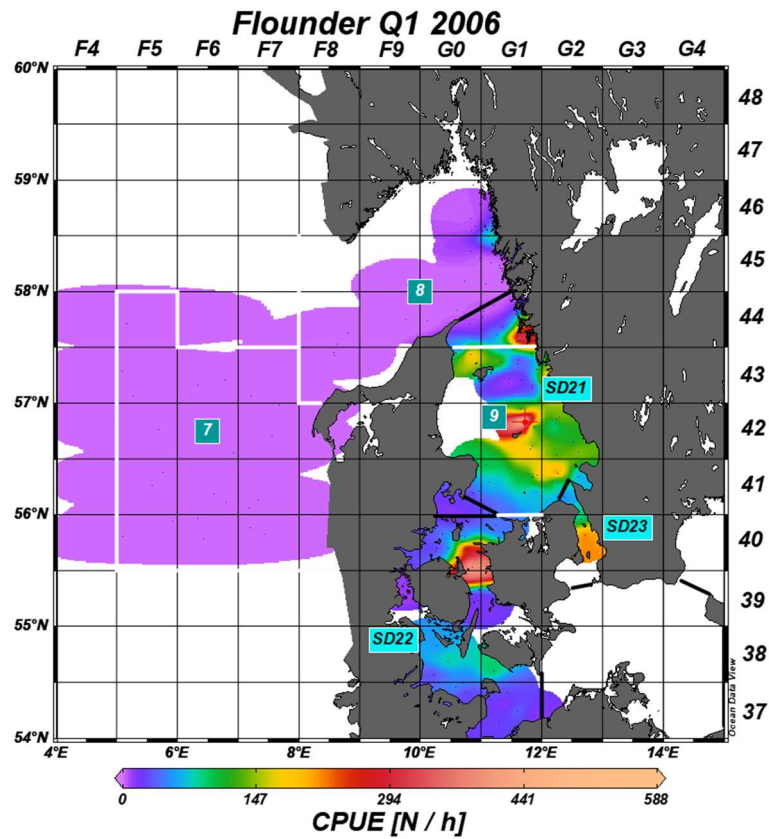 Flounder Q1 2006
F4 F5 F6 F7 F8 F9 G0 G1 G2 G3 G4
60°N
48
47
59°N
46
45
58°N
8
44
43
SD21
57°N
9
7
42
41
56°N
SD23
40
39
55°N
SD22
38
37
Ocean Data View
54°N
4°E 6°E 8°E 10°E 12°E 14°E
0 147 294 441 588
CPUE [N / h]